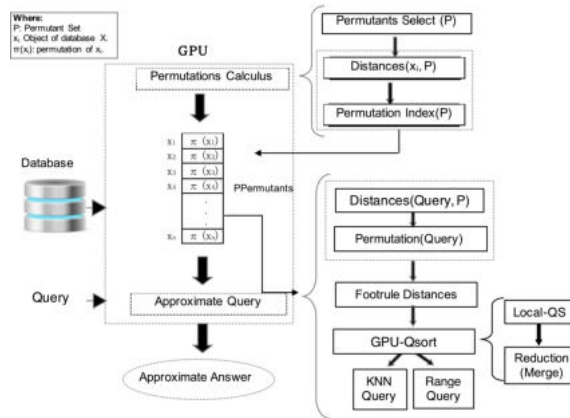 Where:
P: Permutant Set
xᵢ Object of database X.
π(xᵢ): permutation of xᵢ.
GPU
Permutations Calculus
Permutants Select (P)
Distances(xᵢ, P)
Permutation Index(P)
x₁ π (x₁)
x₂ π (x₂)
x₃ π (x₃)
x₄ π (x₄)
.
.
.
xₙ π (xₙ)
PPermutants
Database
Query
Approximate Query
Approximate Answer
Distances(Query, P)
Permutation(Query)
Footrule Distances
GPU-Qsort
KNN
Query
Range
Query
Local-QS
Reduction
(Merge)